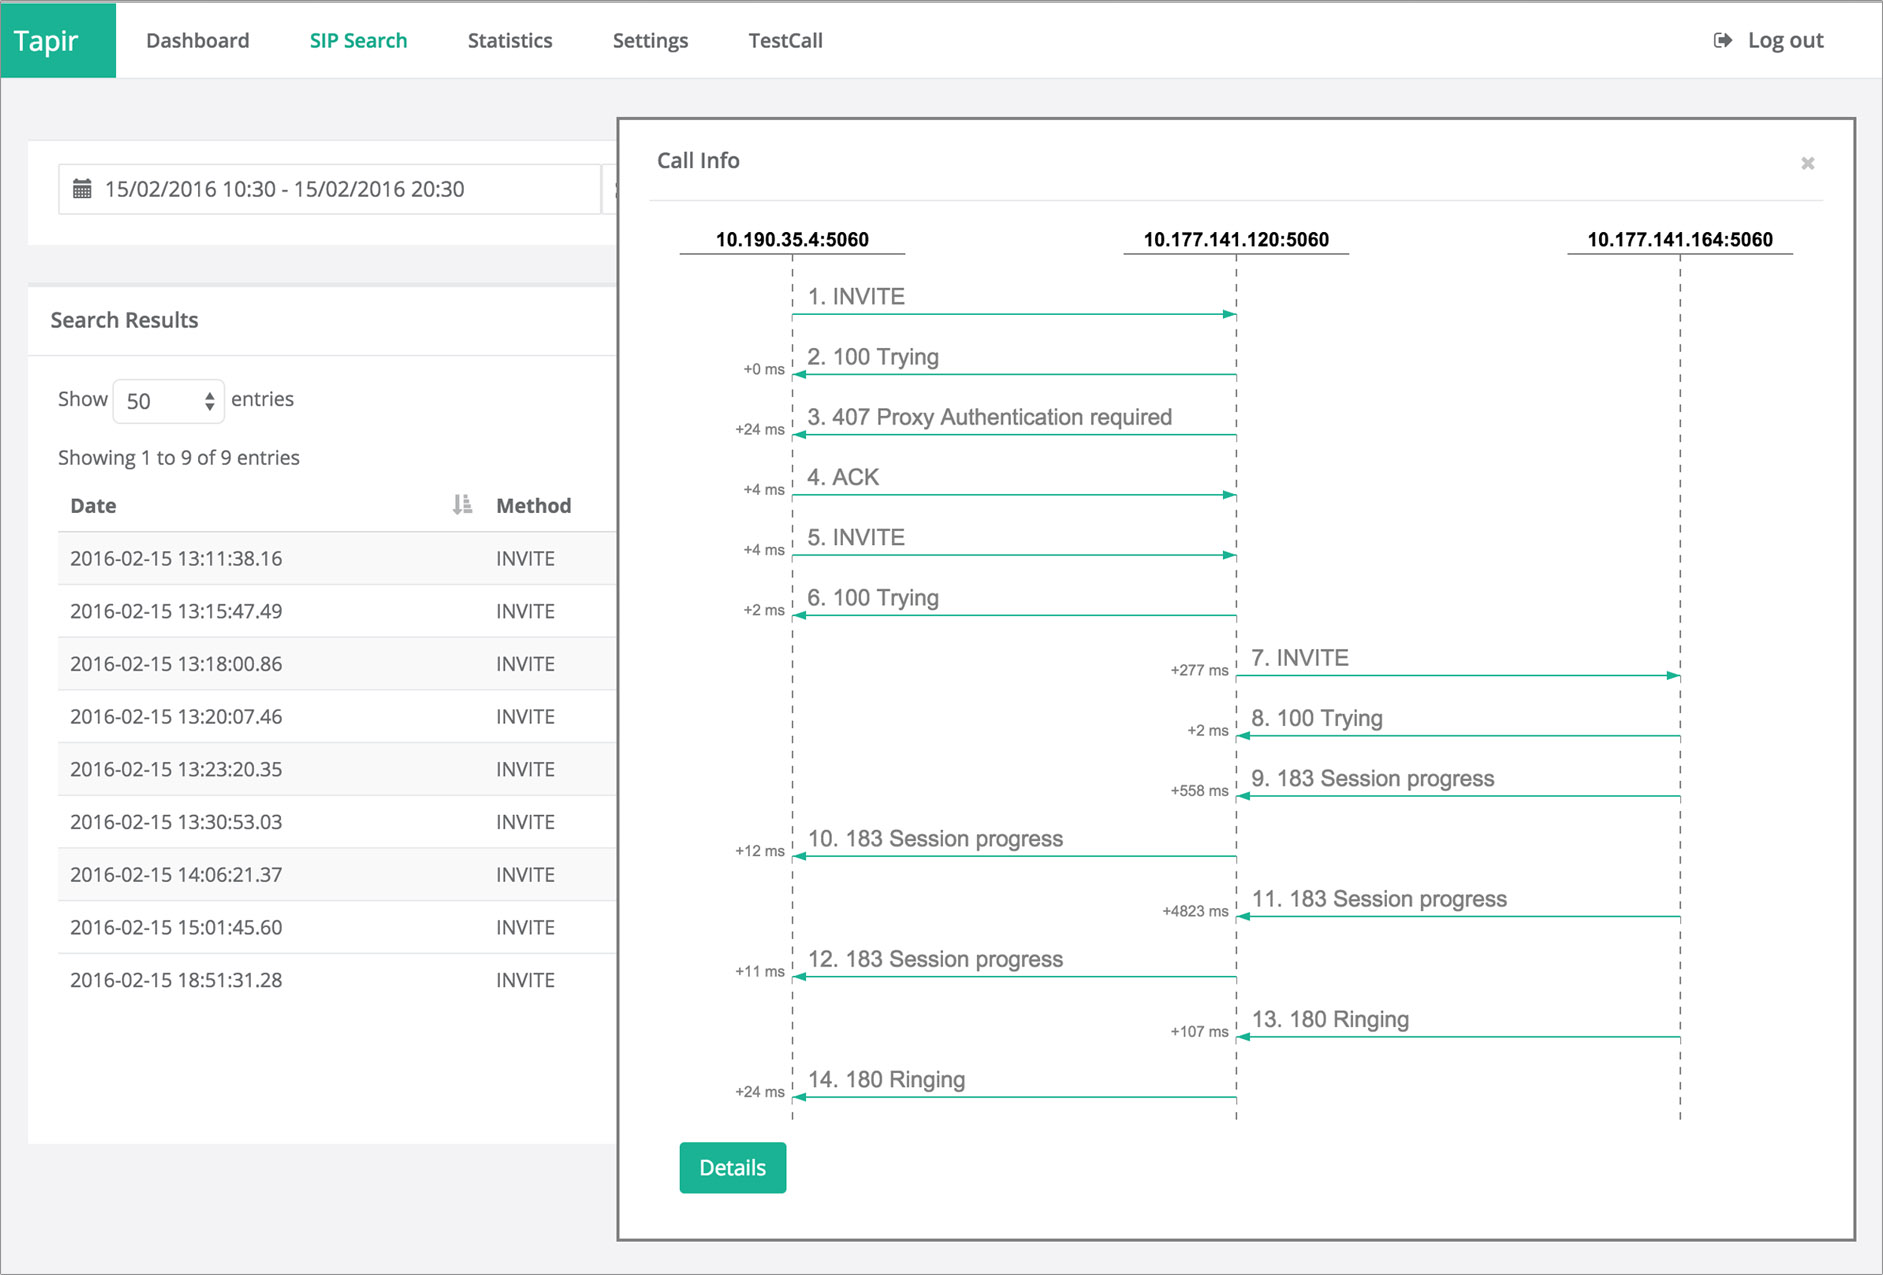 Tapir Dashboard SIP Search Statistics Settings TestCall Log out
15/02/2016 10:30 - 15/02/2016 20:30
Search Results
Show 50 entries
Showing 1 to 9 of 9 entries
Date Method
2016-02-15 13:11:38.16 INVITE
2016-02-15 13:15:47.49 INVITE
2016-02-15 13:18:00.86 INVITE
2016-02-15 13:20:07.46 INVITE
2016-02-15 13:23:20.35 INVITE
2016-02-15 13:30:53.03 INVITE
2016-02-15 14:06:21.37 INVITE
2016-02-15 15:01:45.60 INVITE
2016-02-15 18:51:31.28 INVITE
Call Info
10.190.35.4:5060 10.177.141.120:5060 10.177.141.164:5060
1. INVITE
+0 ms 2. 100 Trying
+24 ms 3. 407 Proxy Authentication required
+4 ms 4. ACK
+4 ms 5. INVITE
+2 ms 6. 100 Trying
+277 ms 7. INVITE
+2 ms 8. 100 Trying
+558 ms 9. 183 Session progress
+12 ms 10. 183 Session progress
+4823 ms 11. 183 Session progress
+11 ms 12. 183 Session progress
+107 ms 13. 180 Ringing
+24 ms 14. 180 Ringing
Details